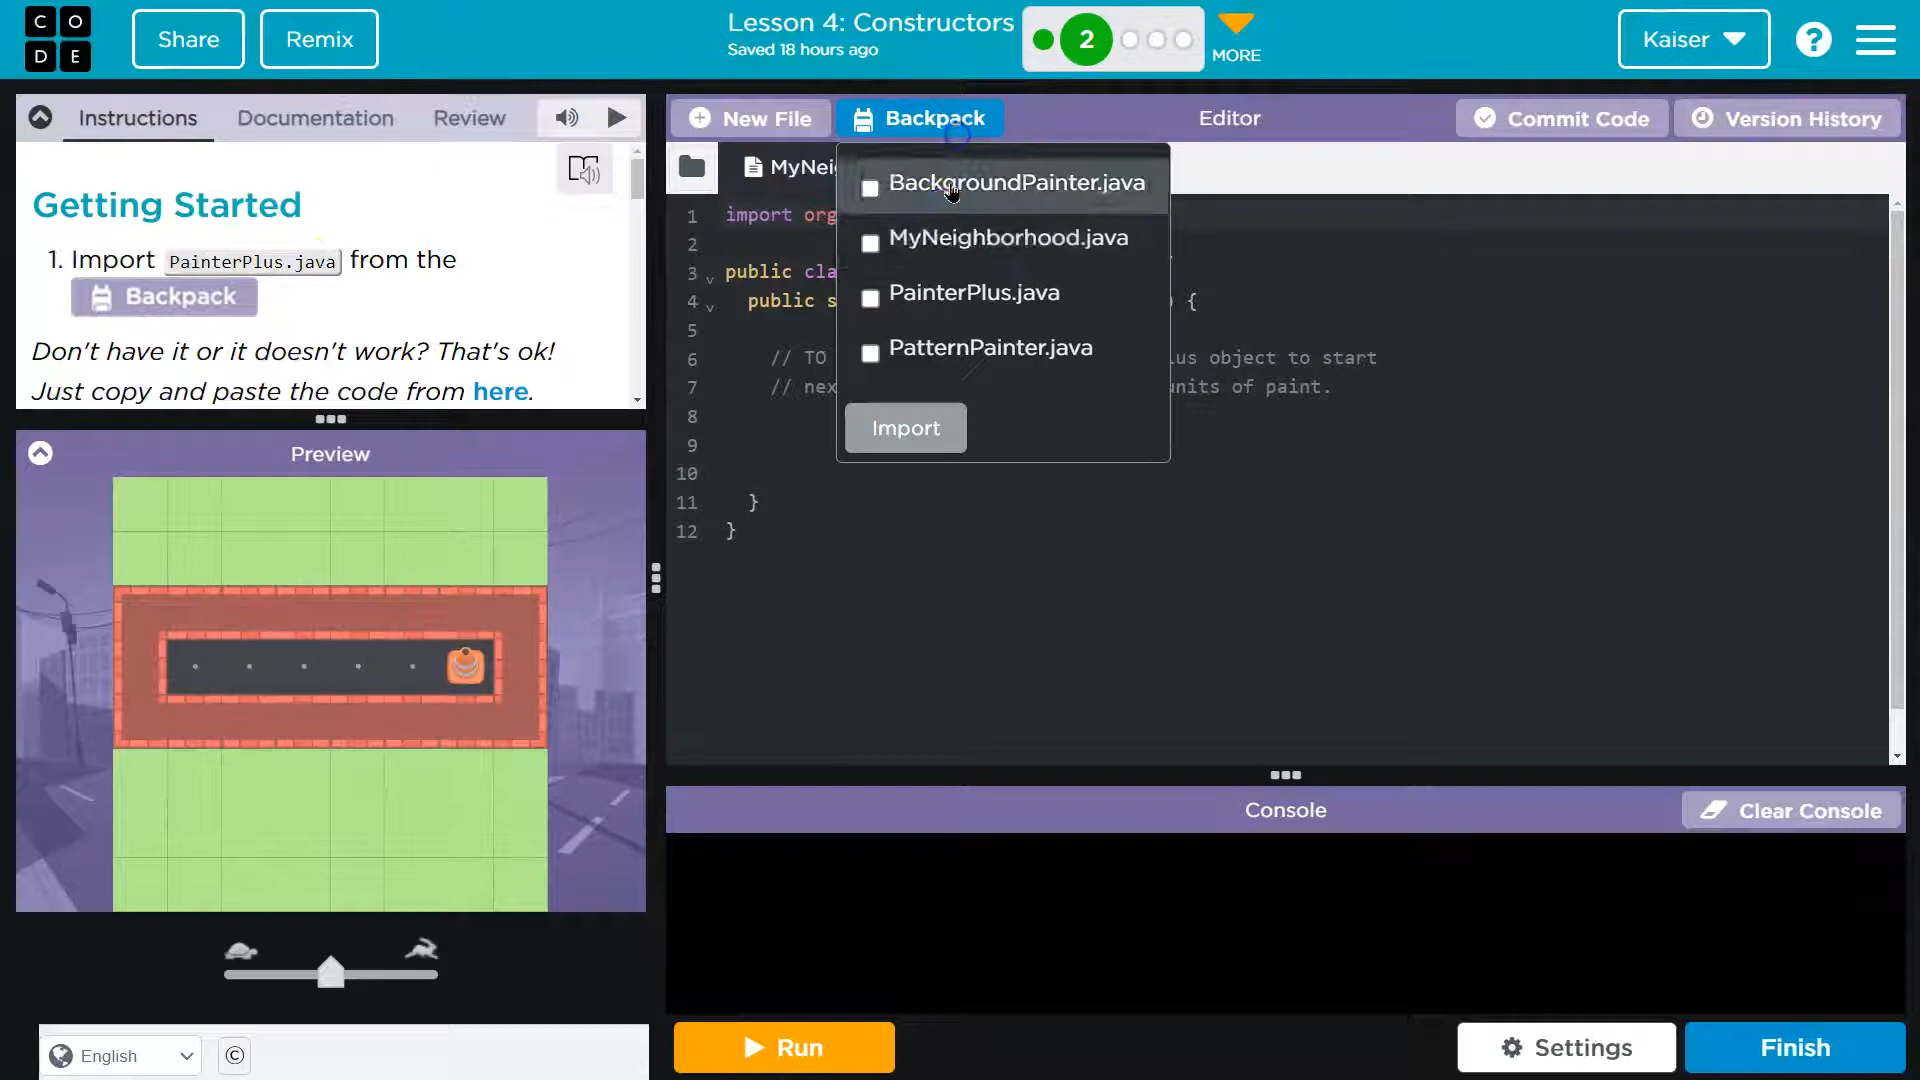 CO
DE
Share
Remix
Lesson 4: Constructors
Saved 18 hours ago
2
MORE
Kaiser
?
Instructions
Documentation
Review
New File
Backpack
Editor
Commit Code
Version History
Getting Started
1. Import PainterPlus.java from the
Backpack
Don't have it or it doesn't work? That's ok!
Just copy and paste the code from here.
MyNei
BackgroundPainter.java
MyNeighborhood.java
PainterPlus.java
PatternPainter.java
Import
1 import org
2
3 public cla
4 public s ) {
5
6 // TO us object to start
7 // nex units of paint.
8
9
10
11 }
12 }
Preview
Console
Clear Console
English
©
Run
Settings
Finish